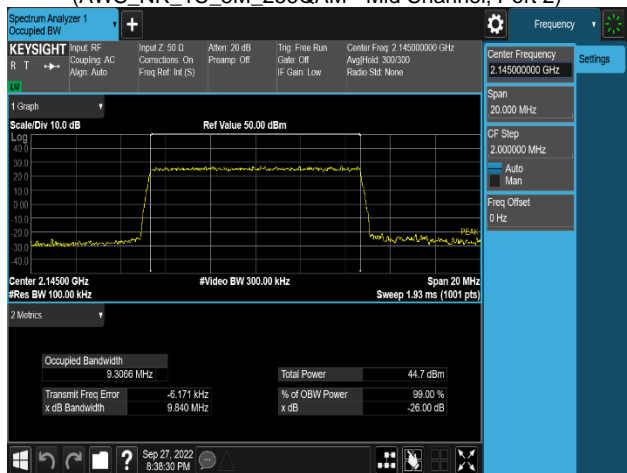 (AWS_NR_1C_5M_256QAM - Mid Channel, Port 2)
Spectrum Analyzer 1
Occupied BW
+
Frequency
KEYSIGHT
R T
Input: RF
Coupling: AC
Align: Auto
Input Z: 50 Ω
Corrections: On
Freq Ref: Int (S)
Atten: 20 dB
Preamp: Off
Trig: Free Run
Gate: Off
IF Gain: Low
Center Freq: 2.145000000 GHz
Avg|Hold: 300/300
Radio Std: None
LXI
Center Frequency
2.145000000 GHz
Settings
Span
20.000 MHz
CF Step
2.000000 MHz
Auto
Man
Freq Offset
0 Hz
1 Graph
Scale/Div 10.0 dB
Ref Value 50.00 dBm
Log
40.0
30.0
20.0
10.0
0.00
-10.0
-20.0
-30.0
-40.0
PEAK
Center 2.14500 GHz
#Video BW 300.00 kHz
Span 20 MHz
#Res BW 100.00 kHz
Sweep 1.93 ms (1001 pts)
2 Metrics
Occupied Bandwidth
9.3066 MHz
Total Power 44.7 dBm
Transmit Freq Error -6.171 kHz
% of OBW Power 99.00 %
x dB Bandwidth 9.840 MHz
x dB -26.00 dB
?
Sep 27, 2022
8:38:30 PM